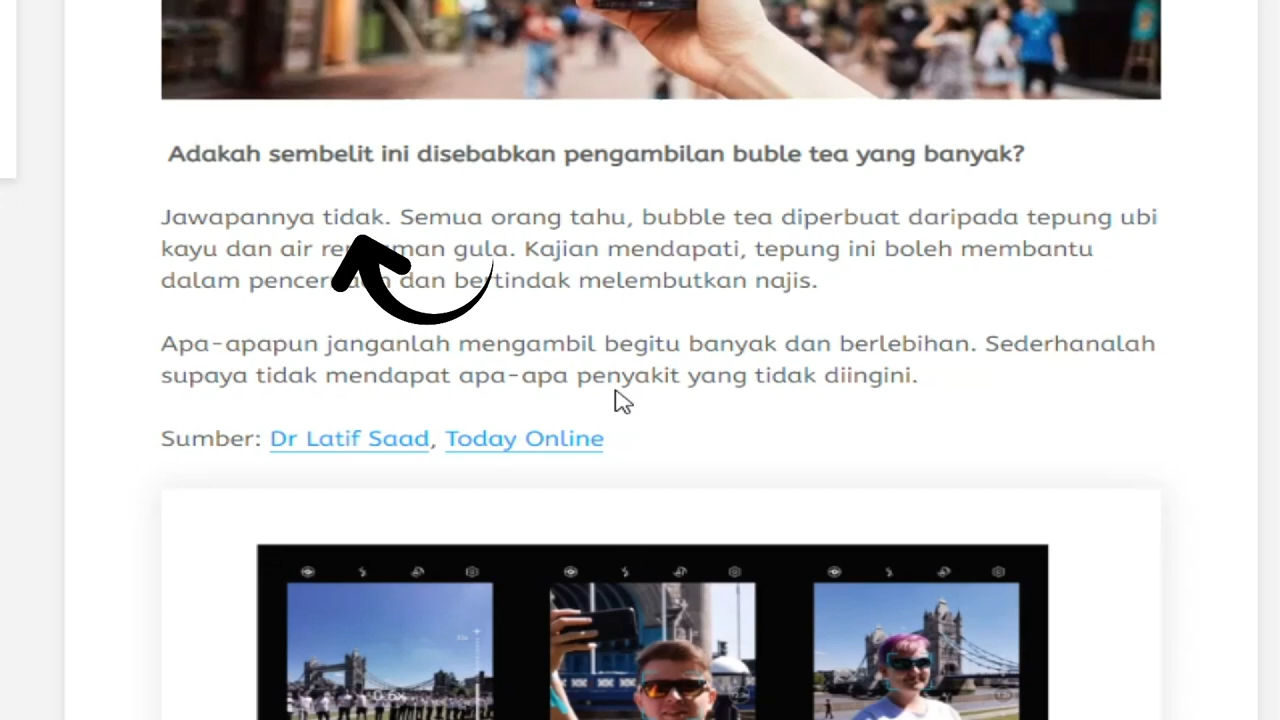 Adakah sembelit ini disebabkan pengambilan buble tea yang banyak?
Jawapannya tidak. Semua orang tahu, bubble tea diperbuat daripada tepung ubi
kayu dan air gula. Kajian mendapati, tepung ini boleh membantu
dalam dan bertindak melembutkan najis.
Apa-apapun janganlah mengambil begitu banyak dan berlebihan. Sederhanalah
supaya tidak mendapat apa-apa penyakit yang tidak diingini.
Sumber: Dr Latif Saad, Today Online
0.6x